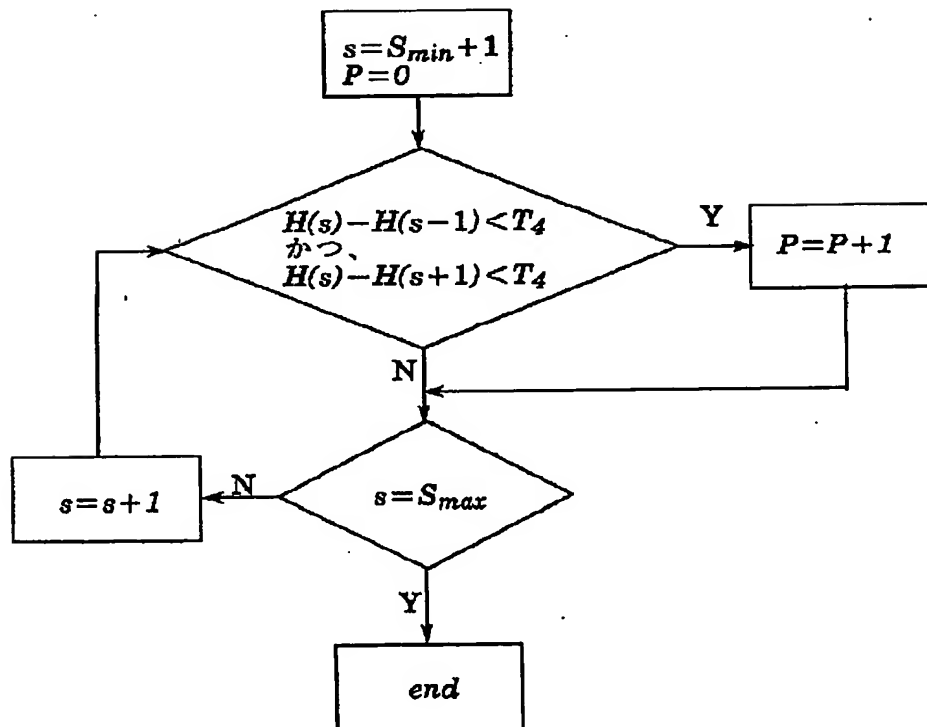 s=S_min+1
P=0
H(s)−H(s−1)<T_4
かつ、
H(s)−H(s+1)<T_4
Y
P=P+1
N
s=s+1
N
s=S_max
Y
end